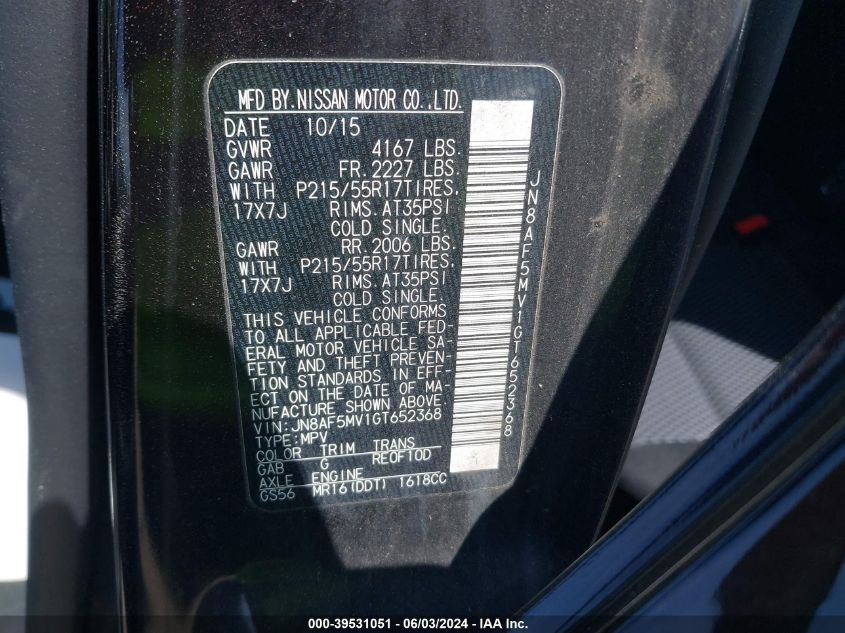 MFD BY.NISSAN MOTOR CO.,LTD.
DATE 10/15
GVWR 4167 LBS.
GAWR FR.2227 LBS.
WITH P215/55R17TIRES,
17X7J RIMS.AT35PSI
COLD SINGLE.
GAWR RR.2006 LBS.
WITH P215/55R17TIRES,
17X7J RIMS.AT35PSI
COLD SINGLE.
THIS VEHICLE CONFORMS
TO ALL APPLICABLE FED-
ERAL MOTOR VEHICLE SA-
FETY AND THEFT PREVEN-
TION STANDARDS IN EFF-
ECT ON THE DATE OF MA-
NUFACTURE SHOWN ABOVE.
VIN:JN8AF5MV1GT652368
TYPE:MPV
COLOR TRIM TRANS
GAB G RE0F10D
AXLE ENGINE
GS56 MR16(DDT) 1618CC
JN8AF5MV1GT652368
000-39531051 - 06/03/2024 - IAA Inc.